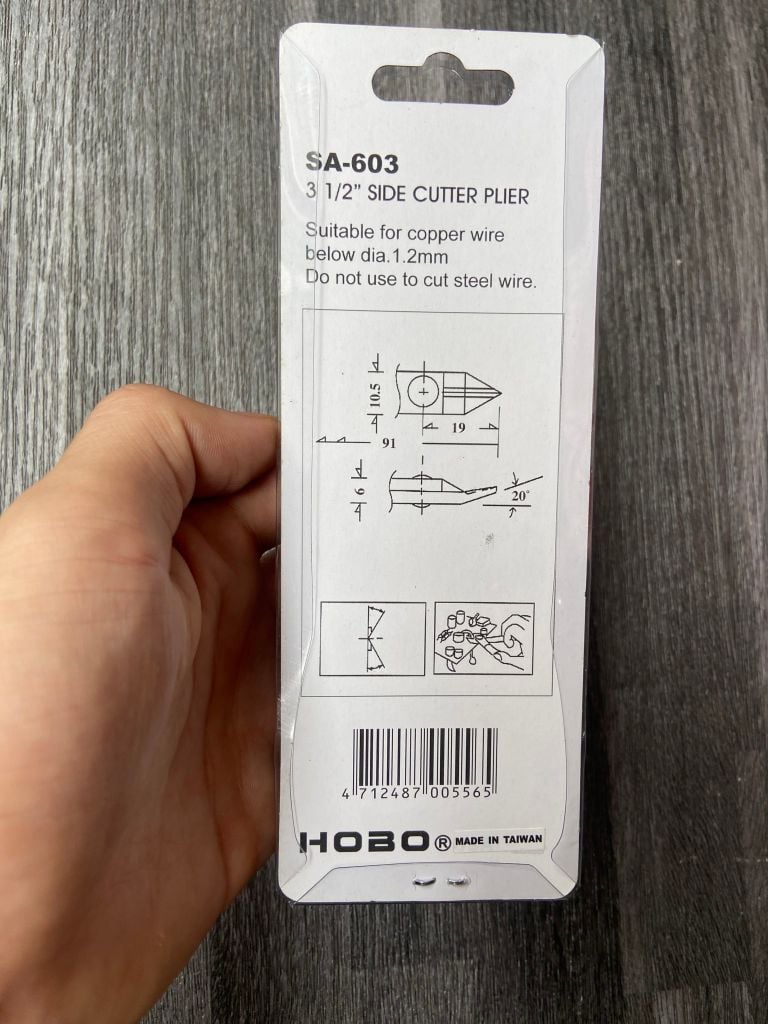 SA-603
3 1/2" SIDE CUTTER PLIER
Suitable for copper wire
below dia.1.2mm
Do not use to cut steel wire.
10.5
19
91
6
20°
4 712487 005565
HOBO® MADE IN TAIWAN